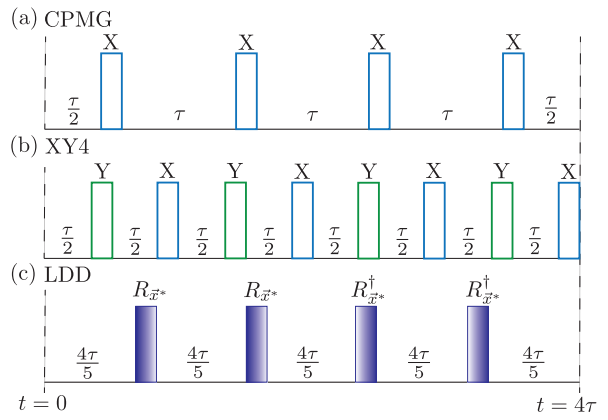 (a) CPMG
X X X X
τ/2 τ τ τ τ/2
(b) XY4
Y X Y X Y X Y X
τ/2 τ/2 τ/2 τ/2 τ/2 τ/2 τ/2 τ/2
(c) LDD
R_{x⃗*} R_{x⃗*} R†_{x⃗*} R†_{x⃗*}
4τ/5 4τ/5 4τ/5 4τ/5 4τ/5
t = 0 t = 4τ